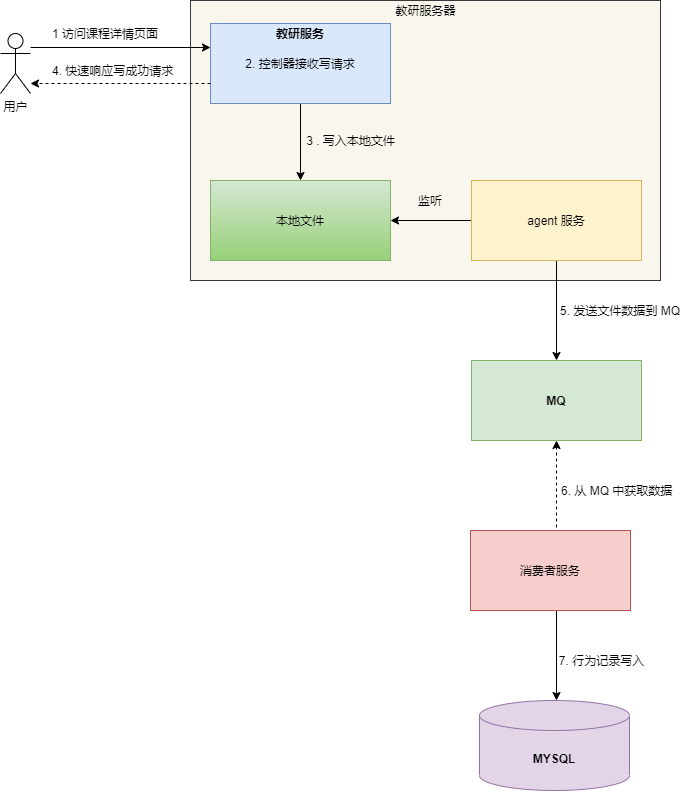 教研服务器
1 访问课程详情页面
教研服务
2. 控制器接收写请求
4. 快速响应写成功请求
用户
3 . 写入本地文件
监听
本地文件
agent 服务
5. 发送文件数据到 MQ
MQ
6. 从 MQ 中获取数据
消费者服务
7. 行为记录写入
MYSQL